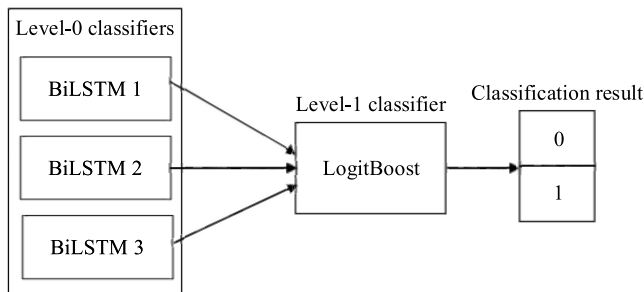 Level-0 classifiers
BiLSTM 1
BiLSTM 2
BiLSTM 3
Level-1 classifier
LogitBoost
Classification result
0
1